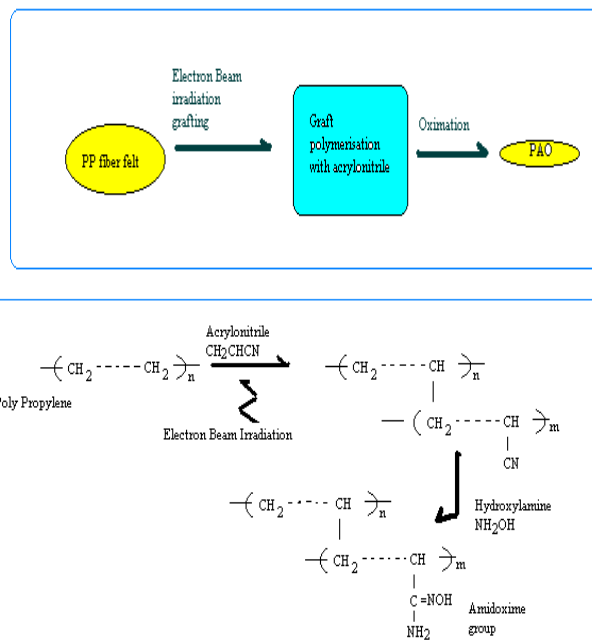 Electron Beam
irradiation
grafting
PP fiber felt
Graft
polymerisation
with acrylonitrile
Oximation
PAO
Acrylonitrile
CH2CHCN
( CH2 ------ CH2 )n
Poly Propylene
Electron Beam Irradiation
( CH2 ------ CH )n
( CH2 ------ CH )m
CN
Hydroxylamine
NH2OH
( CH2 ------ CH )n
( CH2 ------ CH )m
C =NOH
NH2
Amidoxime
group